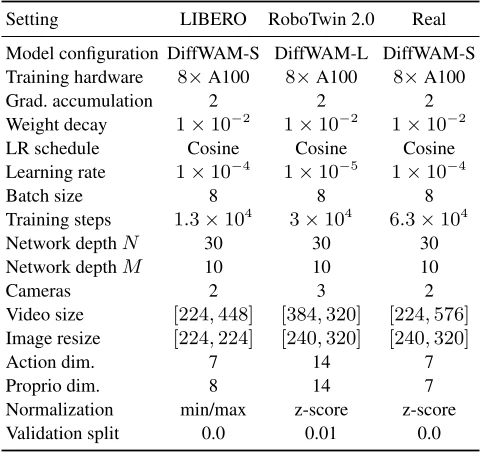 Setting LIBERO RoboTwin 2.0 Real
Model configuration DiffWAM-S DiffWAM-L DiffWAM-S
Training hardware 8× A100 8× A100 8× A100
Grad. accumulation 2 2 2
Weight decay 1 × 10⁻² 1 × 10⁻² 1 × 10⁻²
LR schedule Cosine Cosine Cosine
Learning rate 1 × 10⁻⁴ 1 × 10⁻⁵ 1 × 10⁻⁴
Batch size 8 8 8
Training steps 1.3 × 10⁴ 3 × 10⁴ 6.3 × 10⁴
Network depth N 30 30 30
Network depth M 10 10 10
Cameras 2 3 2
Video size [224, 448] [384, 320] [224, 576]
Image resize [224, 224] [240, 320] [240, 320]
Action dim. 7 14 7
Proprio dim. 8 14 7
Normalization min/max z-score z-score
Validation split 0.0 0.01 0.0